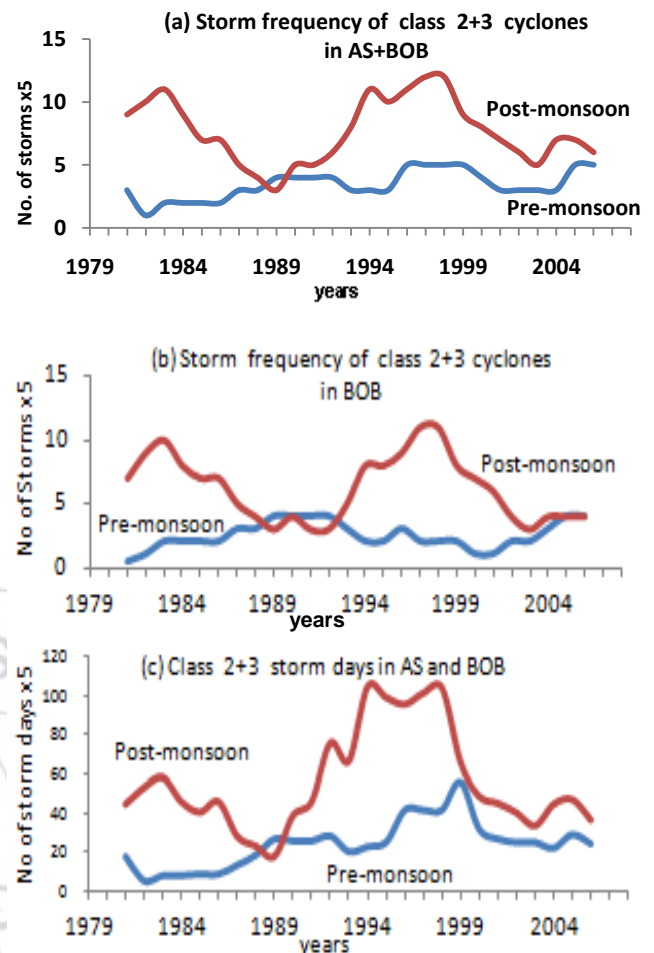 (a) Storm frequency of class 2+3 cyclones
in AS+BOB
No. of storms x5
15
10
5
0
Post-monsoon
Pre-monsoon
1979 1984 1989 1994 1999 2004
years
(b) Storm frequency of class 2+3 cyclones
in BOB
No of Storms x5
15
10
5
0
Post-monsoon
Pre-monsoon
1979 1984 1989 1994 1999 2004
years
(c) Class 2+3 storm days in AS and BOB
No of storm days x5
120
100
80
60
40
20
0
Post-monsoon
Pre-monsoon
1979 1984 1989 1994 1999 2004
years